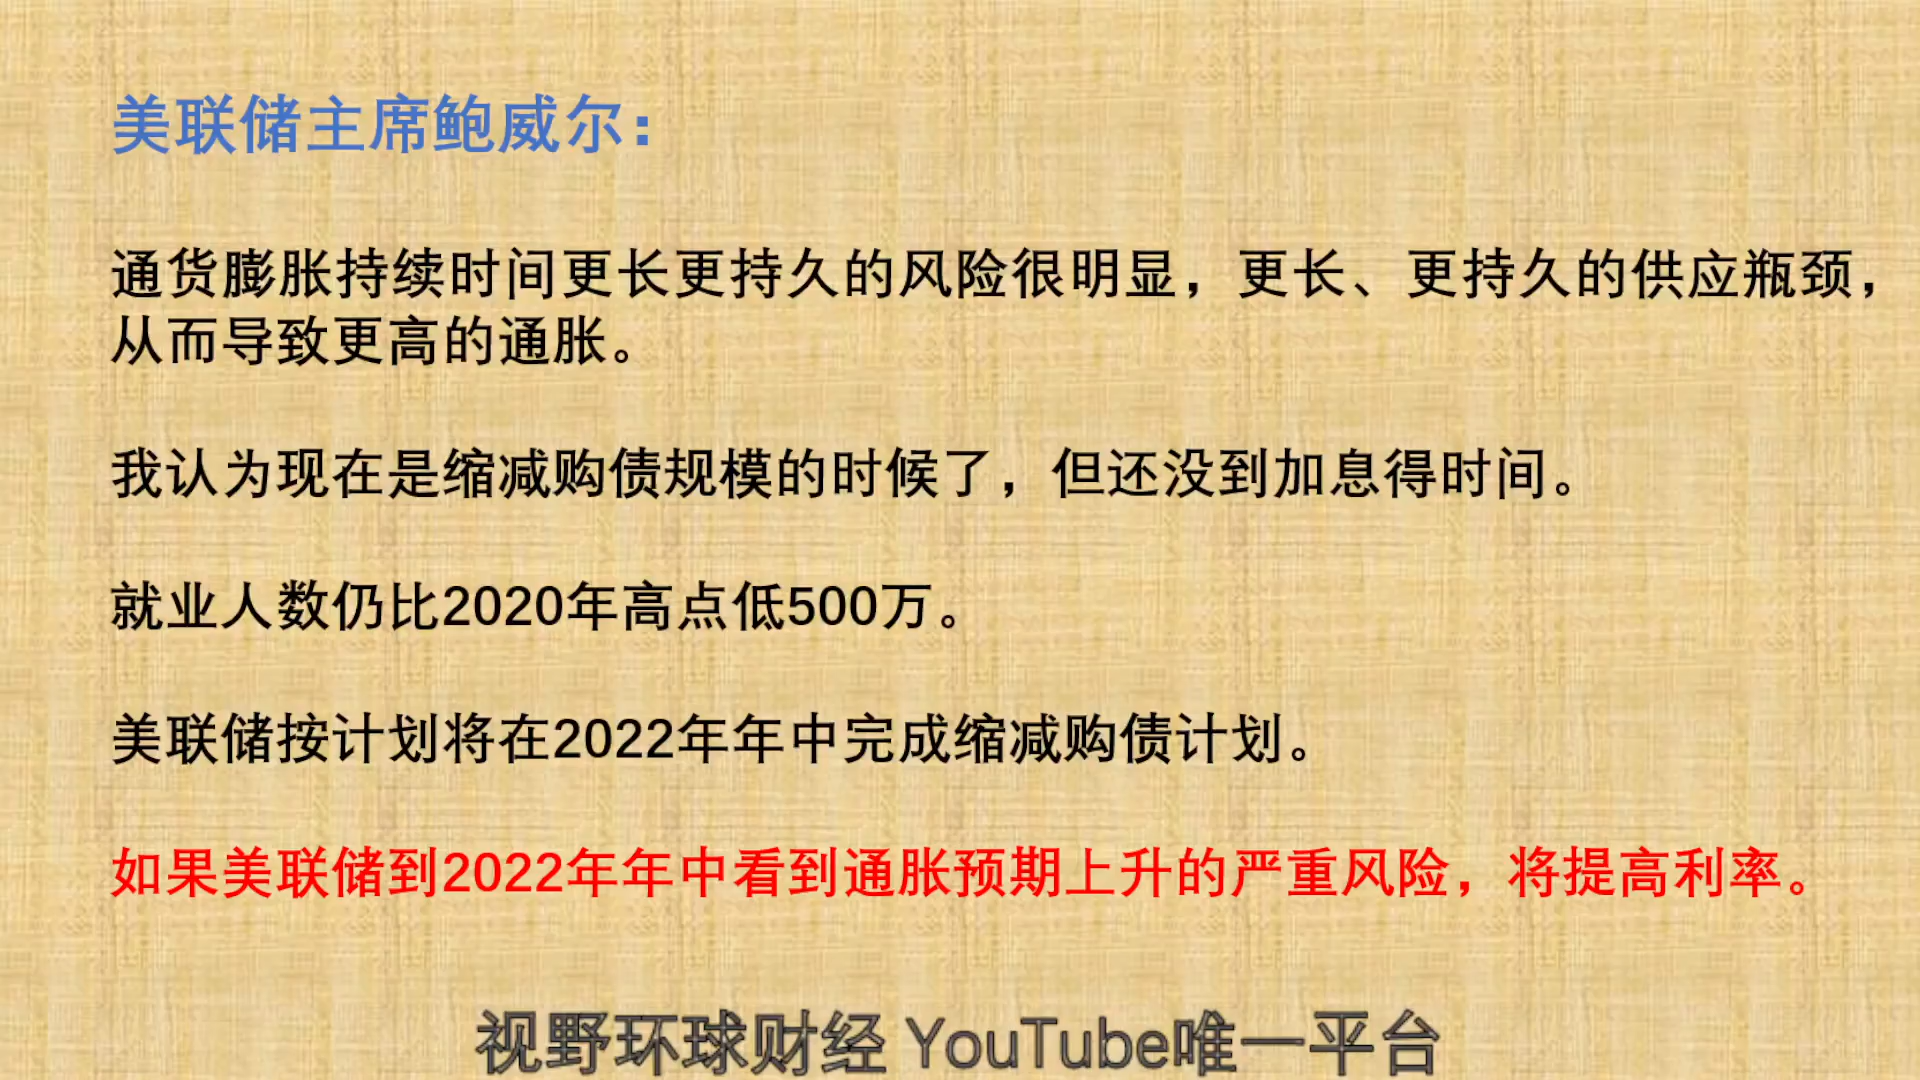 美联储主席鲍威尔：
通货膨胀持续时间更长更持久的风险很明显，更长、更持久的供应瓶颈，
从而导致更高的通胀。
我认为现在是缩减购债规模的时候了，但还没到加息得时间。
就业人数仍比2020年高点低500万。
美联储按计划将在2022年年中完成缩减购债计划。
如果美联储到2022年年中看到通胀预期上升的严重风险，将提高利率。
视野环球财经 YouTube唯一平台